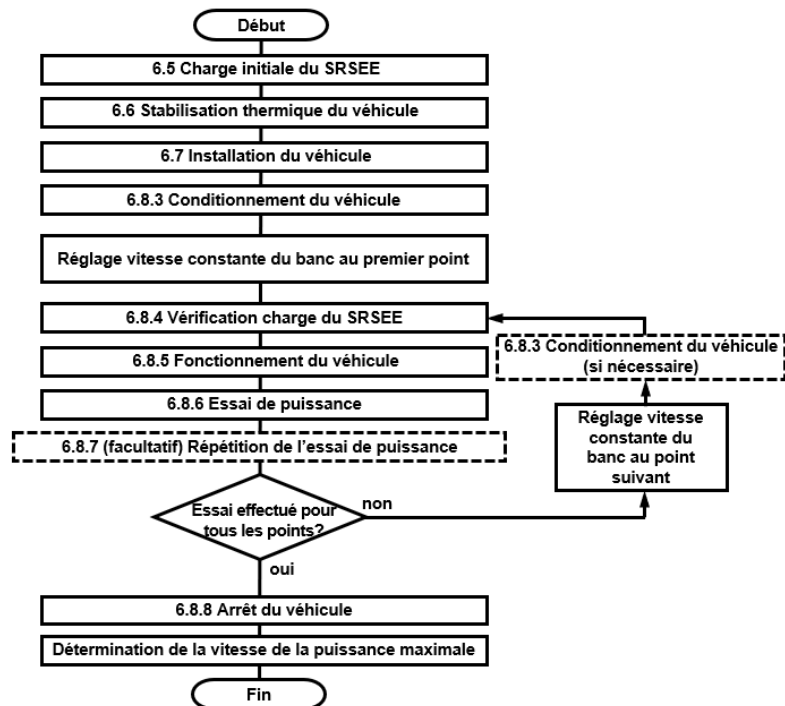 Début
6.5 Charge initiale du SRSEE
6.6 Stabilisation thermique du véhicule
6.7 Installation du véhicule
6.8.3 Conditionnement du véhicule
Réglage vitesse constante du banc au premier point
6.8.4 Vérification charge du SRSEE
6.8.5 Fonctionnement du véhicule
6.8.6 Essai de puissance
6.8.7 (facultatif) Répétition de l'essai de puissance
Essai effectué pour
tous les points?
non
Réglage vitesse
constante du
banc au point
suivant
6.8.3 Conditionnement du véhicule
(si nécessaire)
oui
6.8.8 Arrêt du véhicule
Détermination de la vitesse de la puissance maximale
Fin